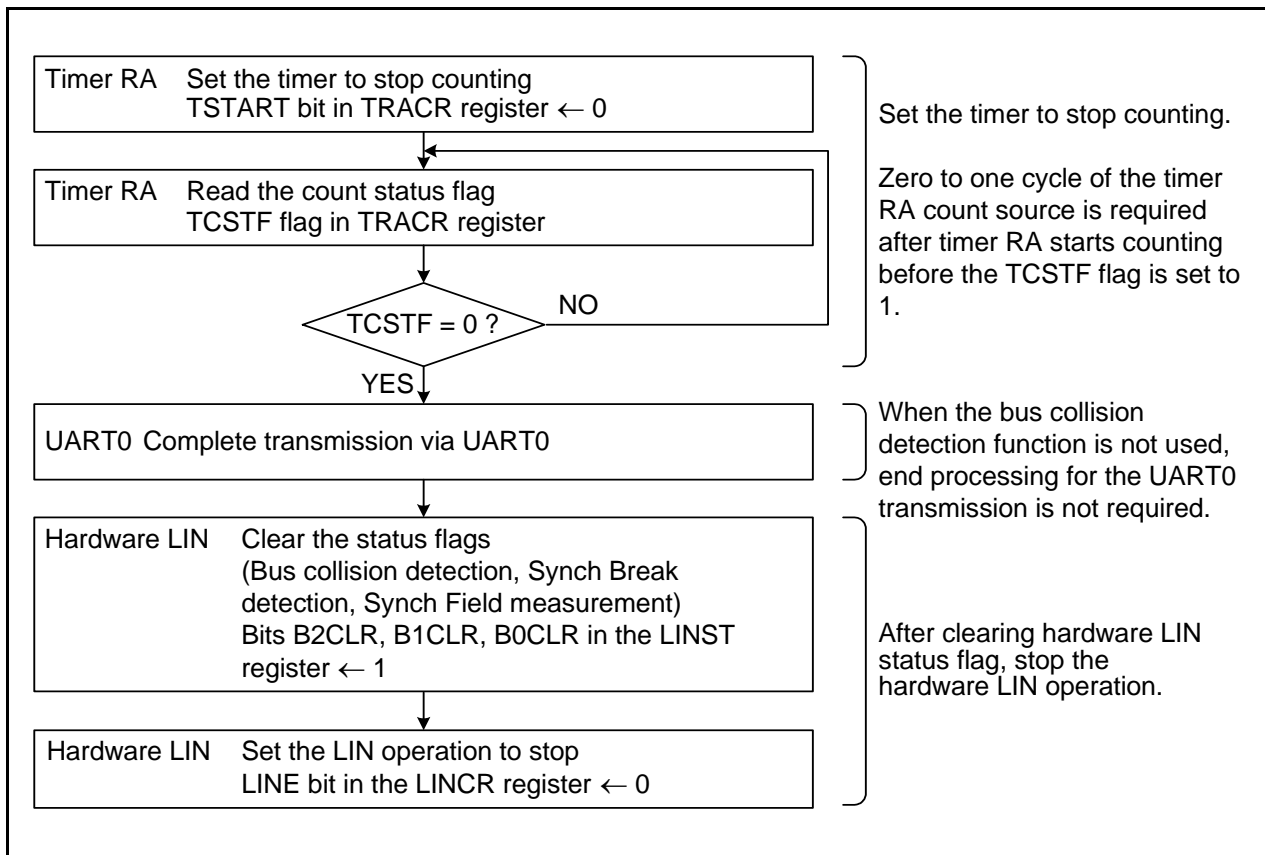 Timer RA Set the timer to stop counting
TSTART bit in TRACR register ← 0
Set the timer to stop counting.
Timer RA Read the count status flag
TCSTF flag in TRACR register
Zero to one cycle of the timer
RA count source is required
after timer RA starts counting
before the TCSTF flag is set to
1.
TCSTF = 0 ?
NO
YES
UART0 Complete transmission via UART0
When the bus collision
detection function is not used,
end processing for the UART0
transmission is not required.
Hardware LIN Clear the status flags
(Bus collision detection, Synch Break
detection, Synch Field measurement)
Bits B2CLR, B1CLR, B0CLR in the LINST
register ← 1
After clearing hardware LIN
status flag, stop the
hardware LIN operation.
Hardware LIN Set the LIN operation to stop
LINE bit in the LINCR register ← 0